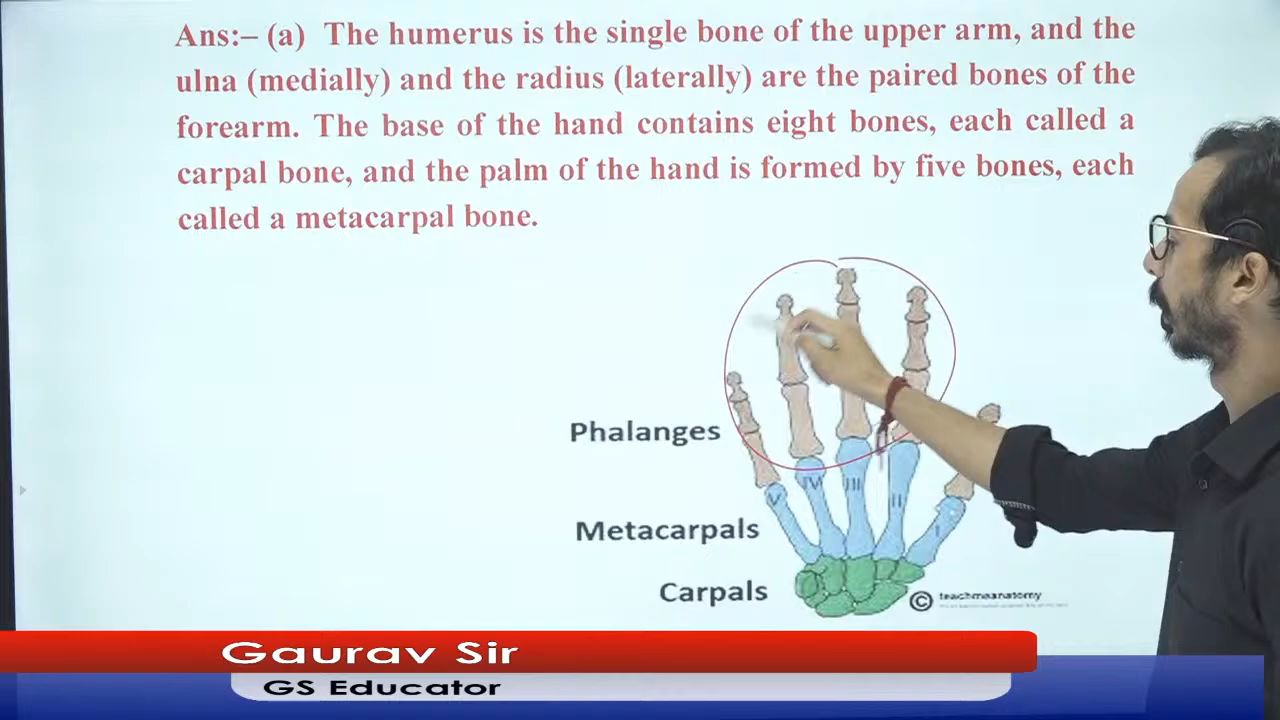 Ans:– (a) The humerus is the single bone of the upper arm, and the
ulna (medially) and the radius (laterally) are the paired bones of the
forearm. The base of the hand contains eight bones, each called a
carpal bone, and the palm of the hand is formed by five bones, each
called a metacarpal bone.
Phalanges
V IV III II I
Metacarpals
Carpals
© teachmeanatomy
Gaurav Sir
GS Educator